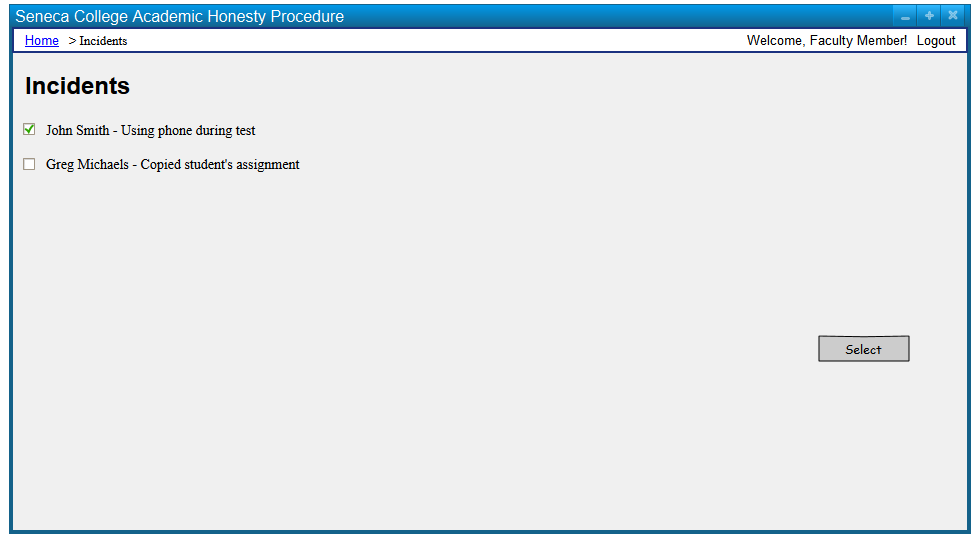 Seneca College Academic Honesty Procedure
Home > Incidents Welcome, Faculty Member! Logout
Incidents
John Smith - Using phone during test
Greg Michaels - Copied student's assignment
Select